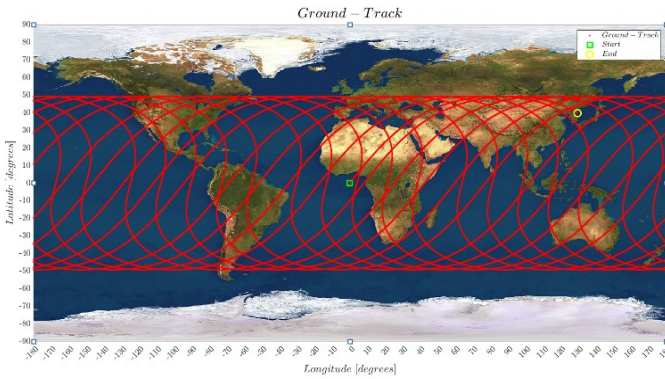 Ground − Track
Ground − Track
Start
End
Latitude [degrees]
90
80
70
60
50
40
30
20
10
0
-10
-20
-30
-40
-50
-60
-70
-80
-90
-180 -170 -160 -150 -140 -130 -120 -110 -100 -90 -80 -70 -60 -50 -40 -30 -20 -10 0 10 20 30 40 50 60 70 80 90 100 110 120 130 140 150 160 170 180
Longitude [degrees]